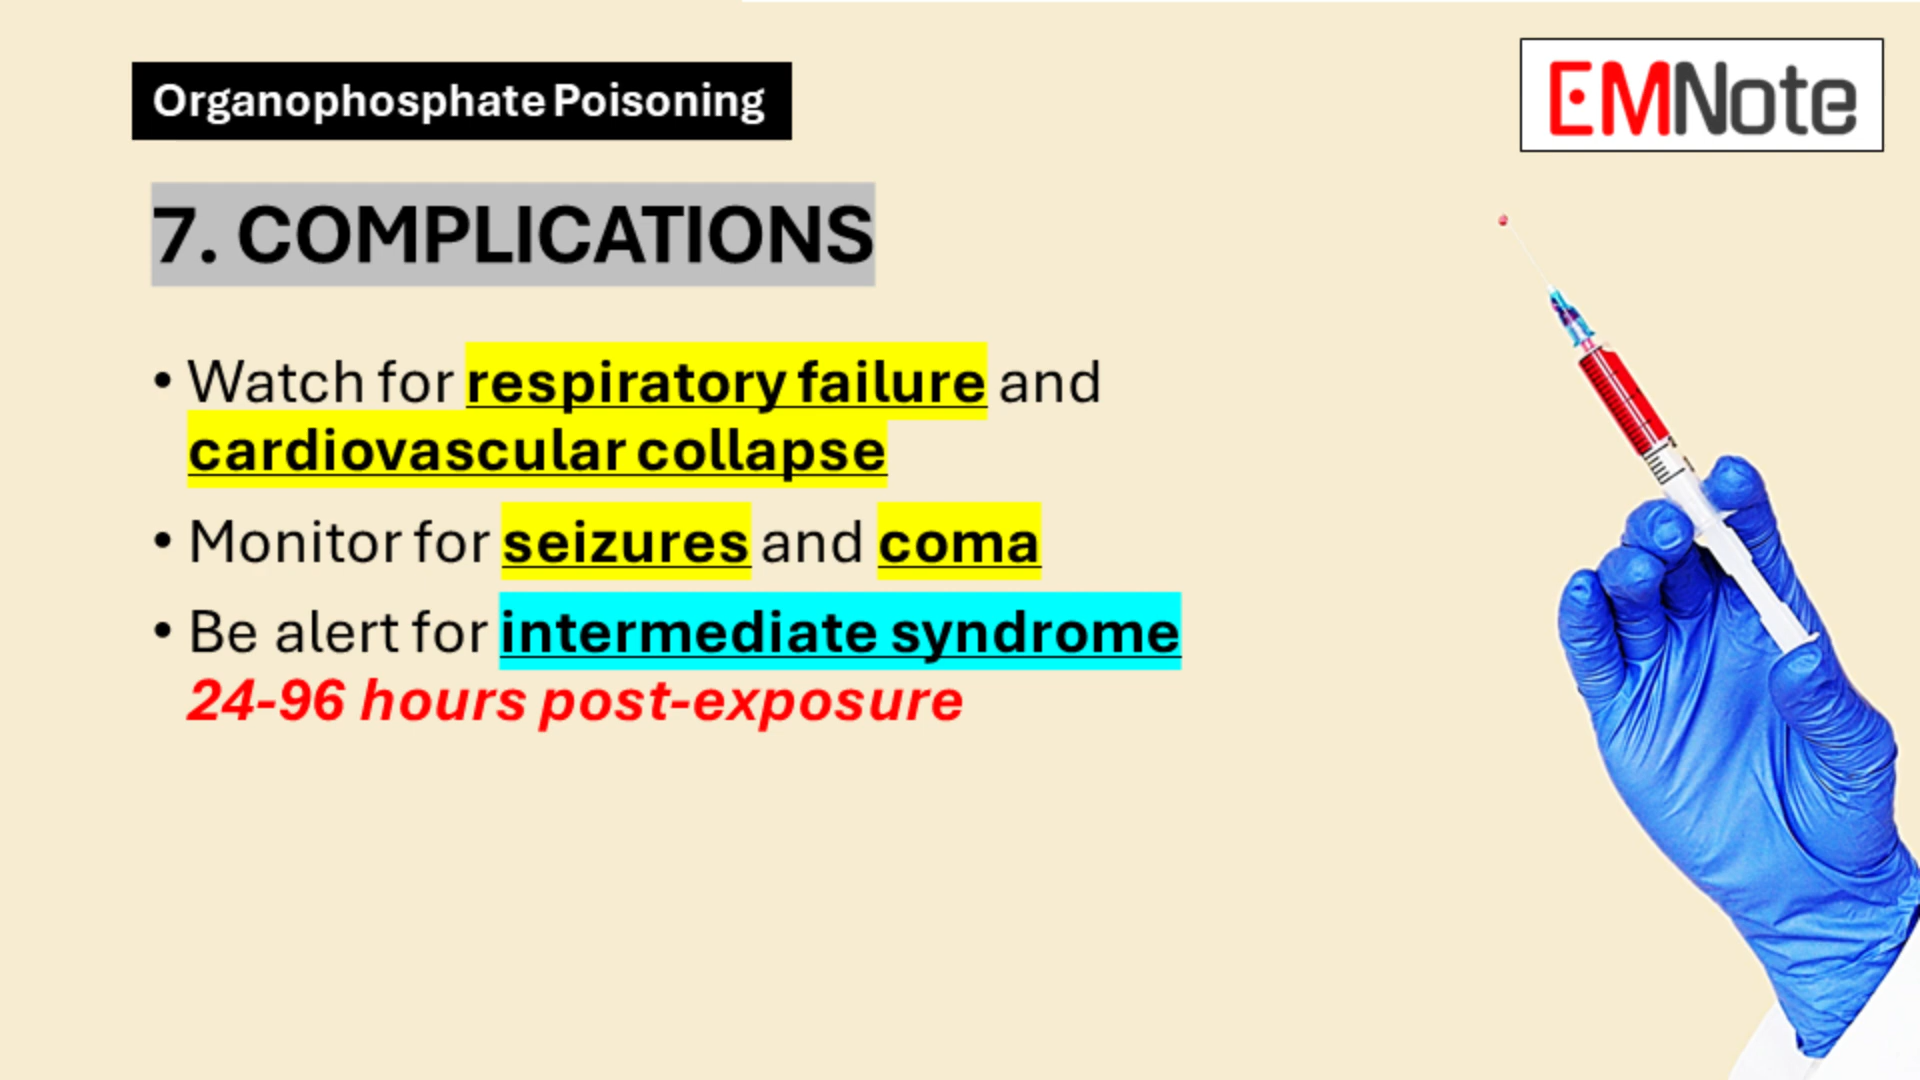 Organophosphate Poisoning
EMNote
7. COMPLICATIONS
• Watch for respiratory failure and
cardiovascular collapse
• Monitor for seizures and coma
• Be alert for intermediate syndrome
24-96 hours post-exposure